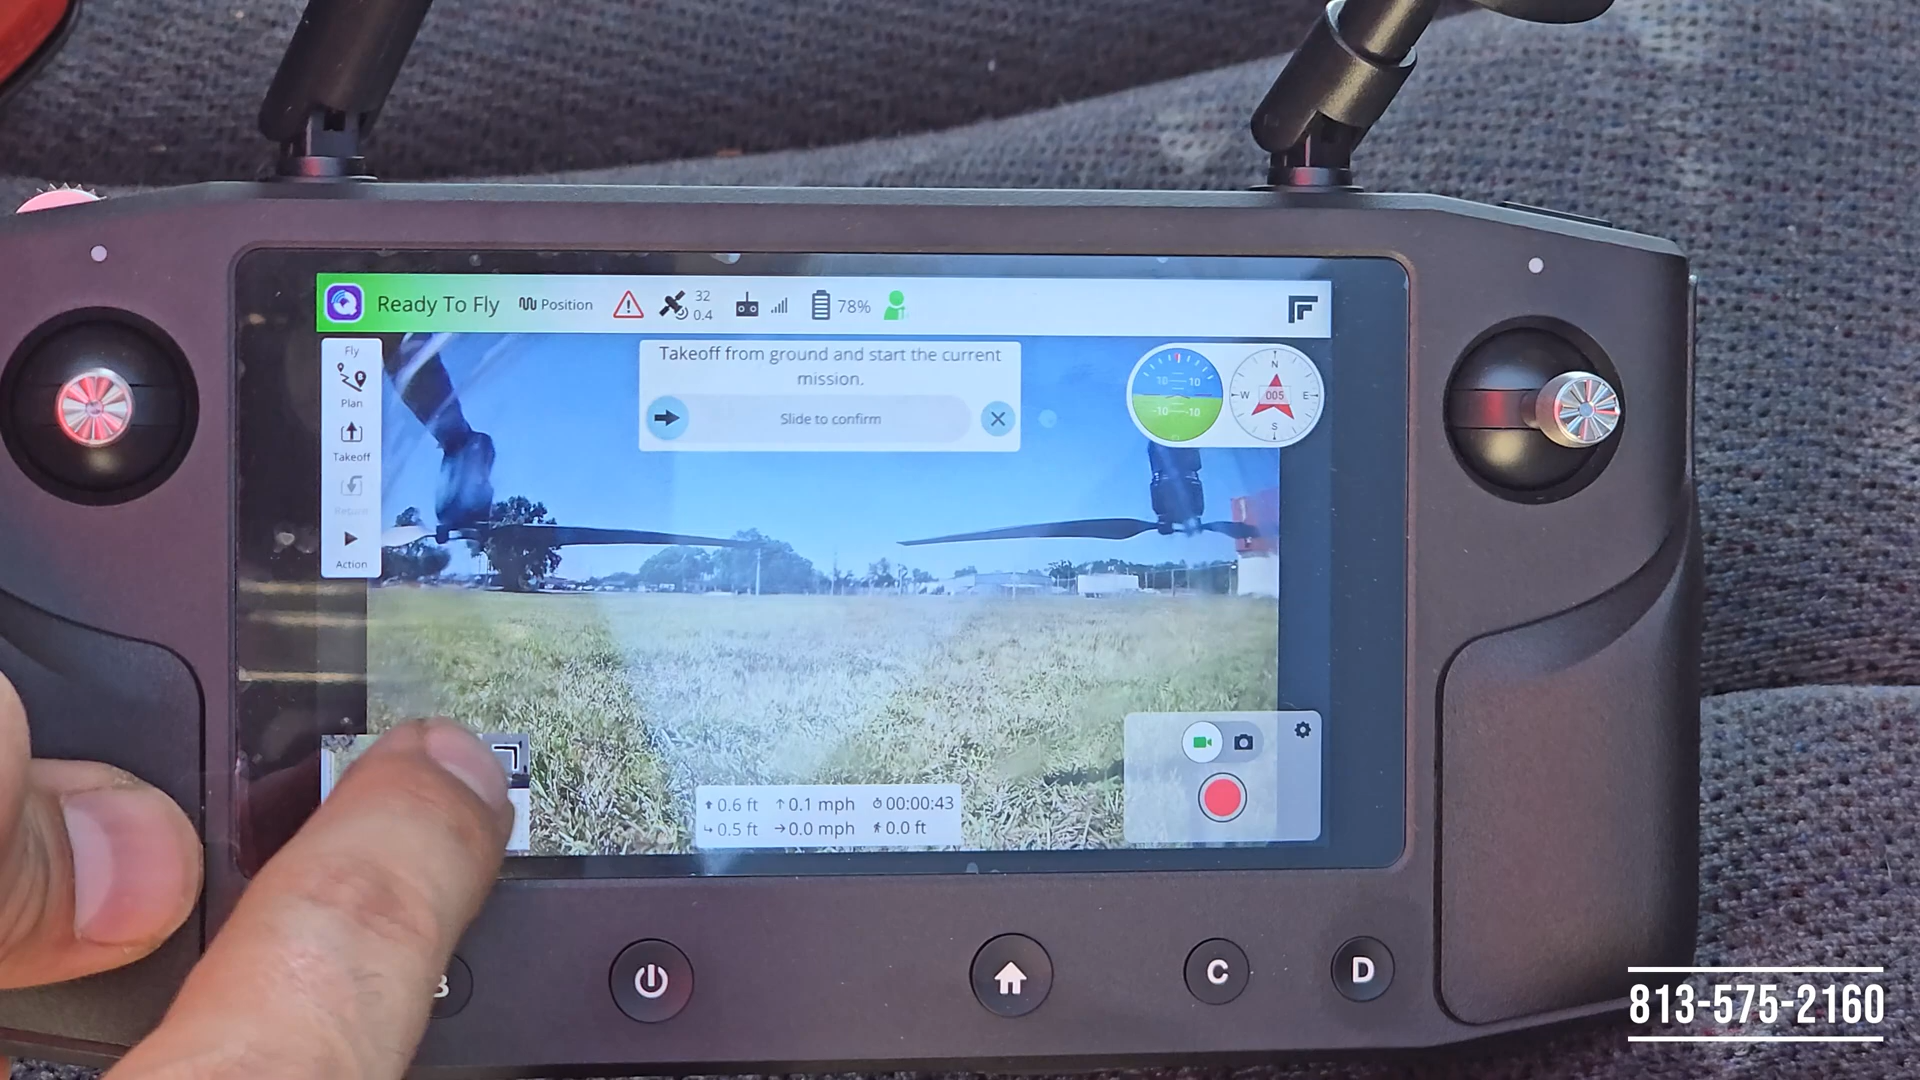 Ready To Fly
Position
32
0.4
78%
Fly
Plan
Takeoff
Return
Action
Takeoff from ground and start the current
mission.
Slide to confirm
10 10
-10 -10
N
W 005 E
S
0.6 ft 0.1 mph 00:00:43
0.5 ft 0.0 mph 0.0 ft
B
C
D
813-575-2160